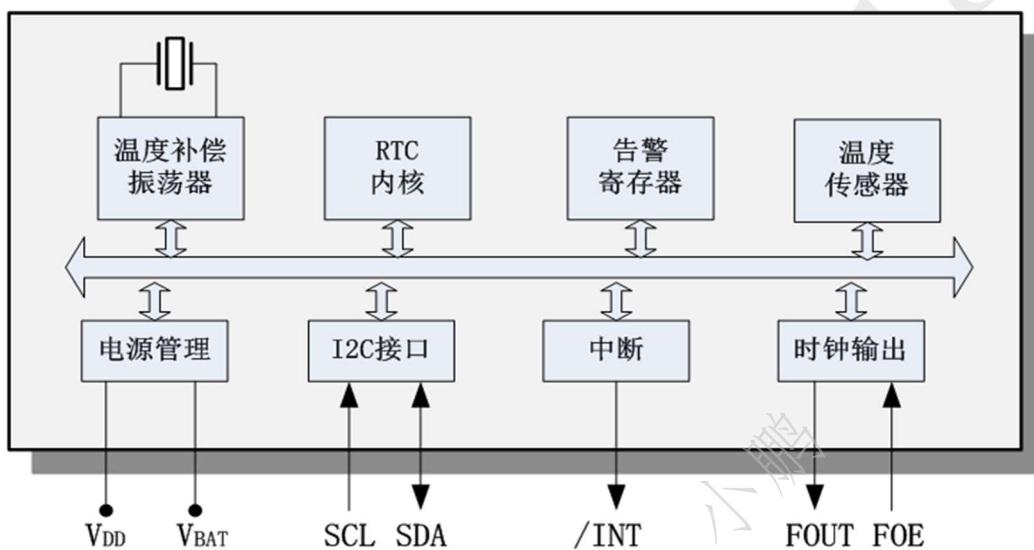 温度补偿
振荡器
RTC
内核
告警
寄存器
温度
传感器
电源管理
I2C接口
中断
时钟输出
VDD
VBAT
SCL
SDA
/INT
FOUT
FOE
小鹏